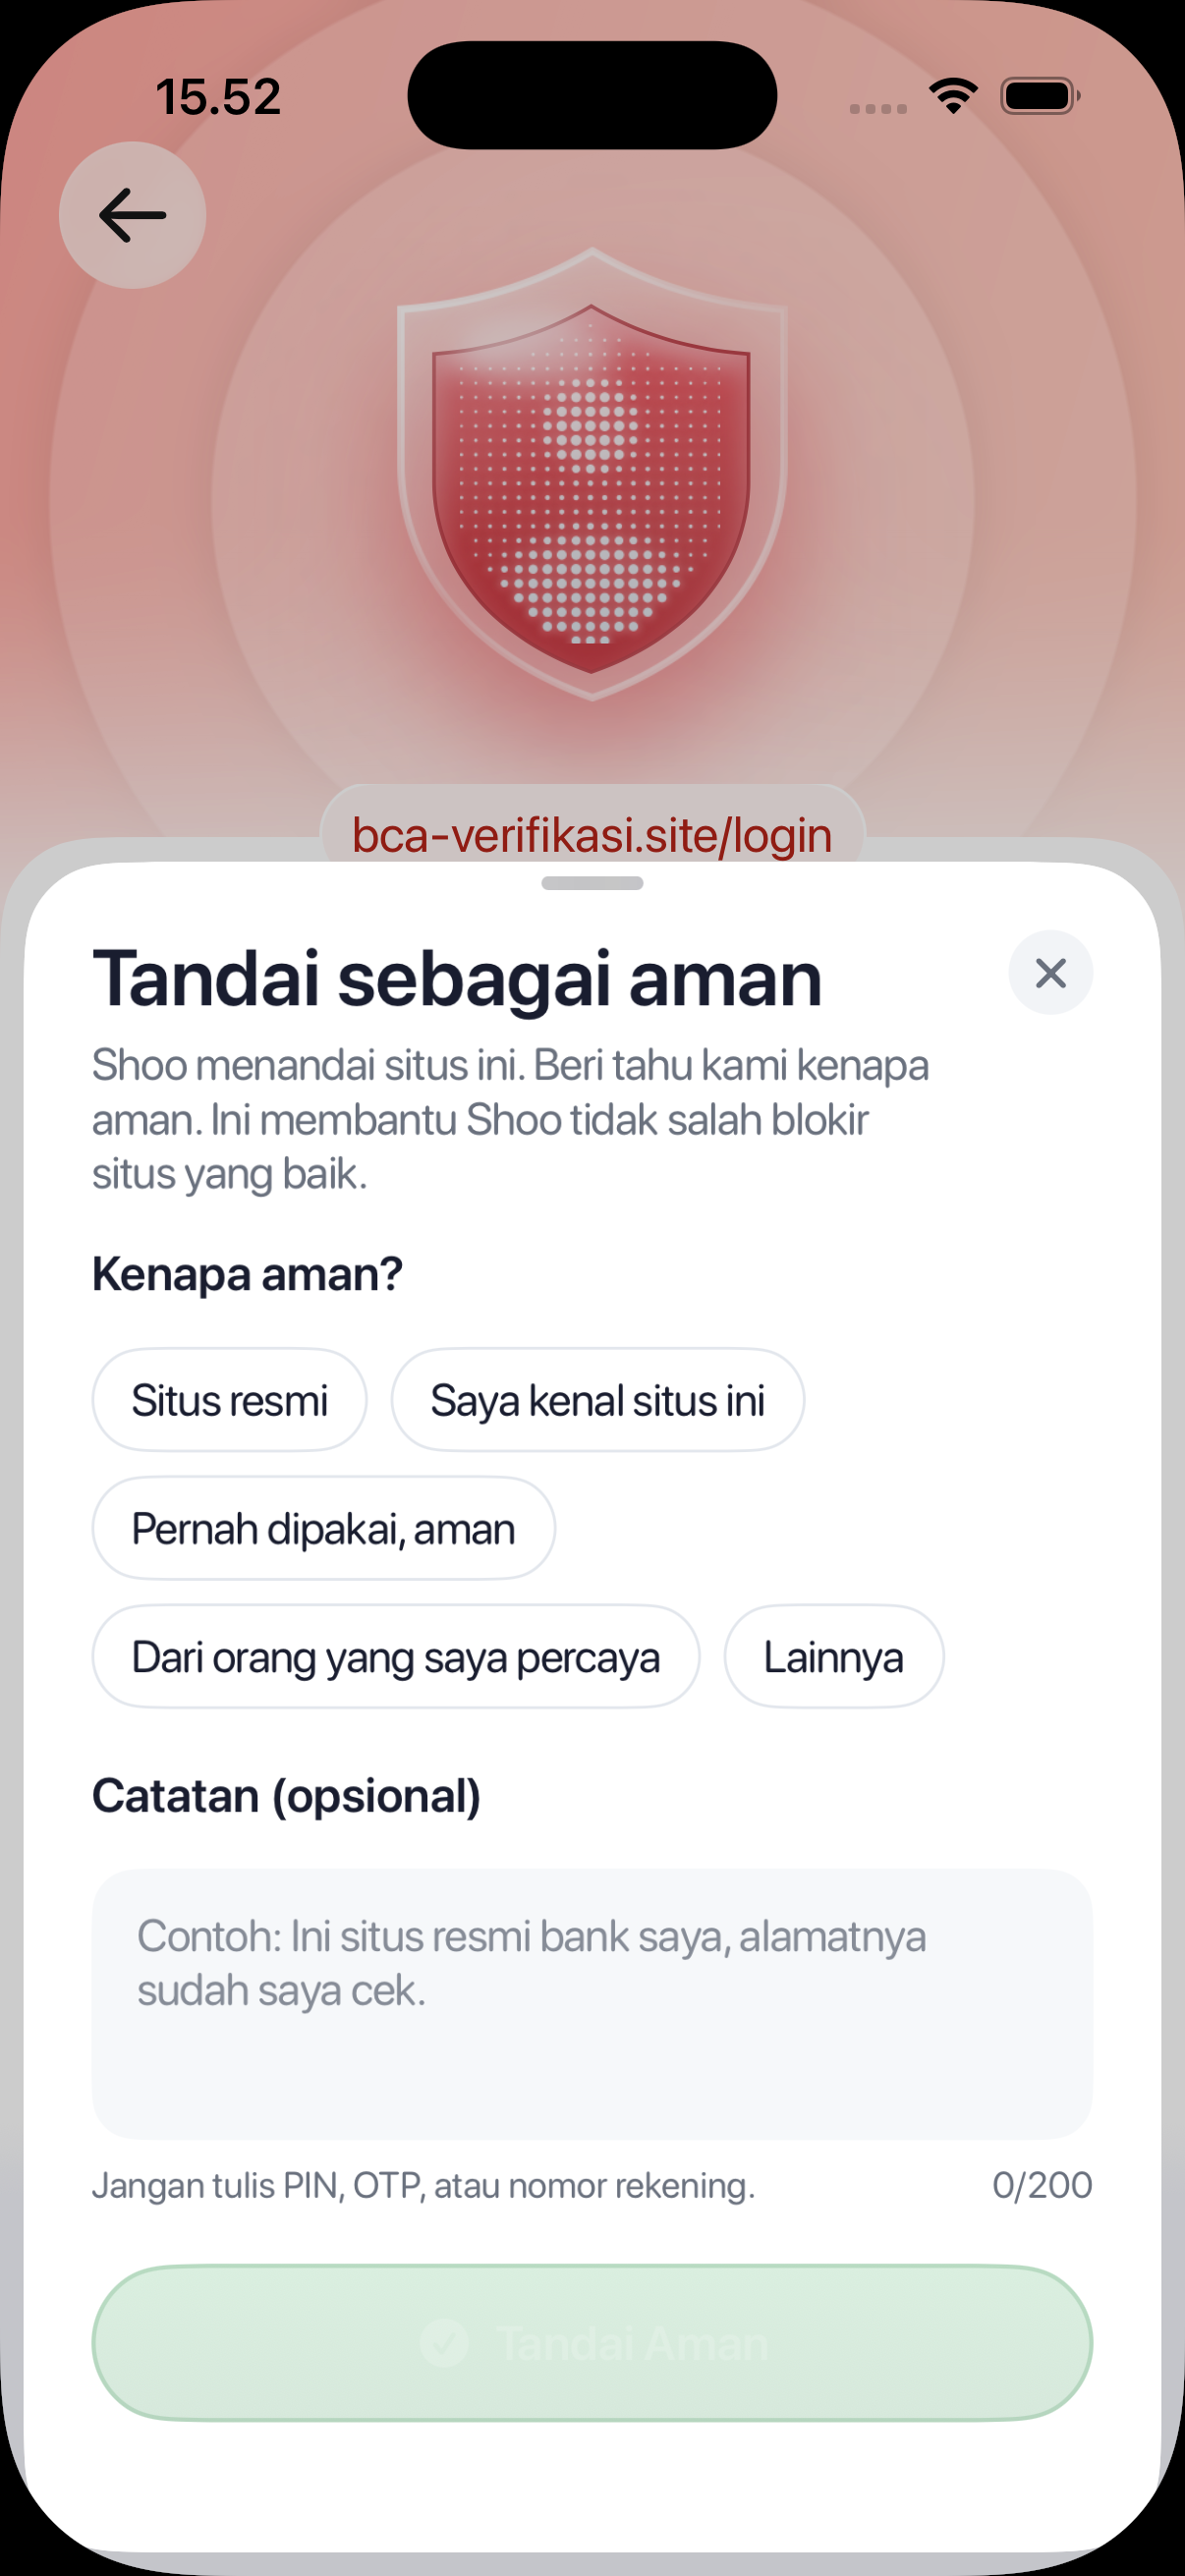 15.52
bca-verifikasi.site/login
Tandai sebagai aman
Shoo menandai situs ini. Beri tahu kami kenapa
aman. Ini membantu Shoo tidak salah blokir
situs yang baik.
Kenapa aman?
Situs resmi
Saya kenal situs ini
Pernah dipakai, aman
Dari orang yang saya percaya
Lainnya
Catatan (opsional)
Contoh: Ini situs resmi bank saya, alamatnya
sudah saya cek.
Jangan tulis PIN, OTP, atau nomor rekening.
0/200
Tandai Aman